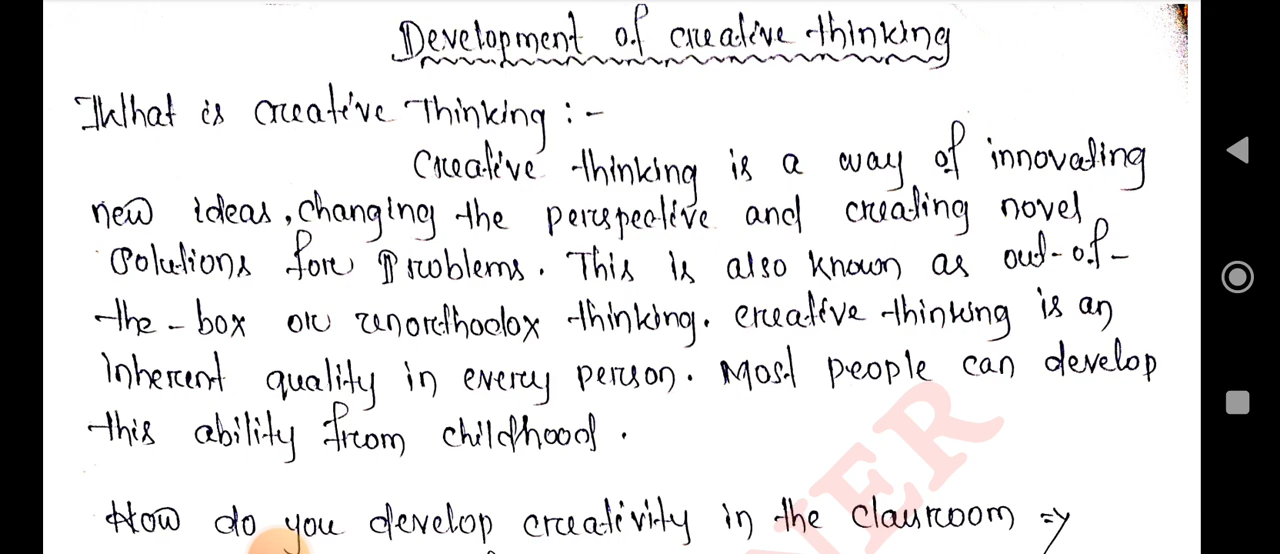 Development of creative thinking
What is creative Thinking :-
Creative thinking is a way of innovating
new ideas, changing the perspective and creating novel
solutions for Problems. This is also known as out-of-
the-box or unorthodox thinking. creative thinking is an
inherent quality in every person. Most people can develop
this ability from childhood.
How do you develop creativity in the classroom =>
NER